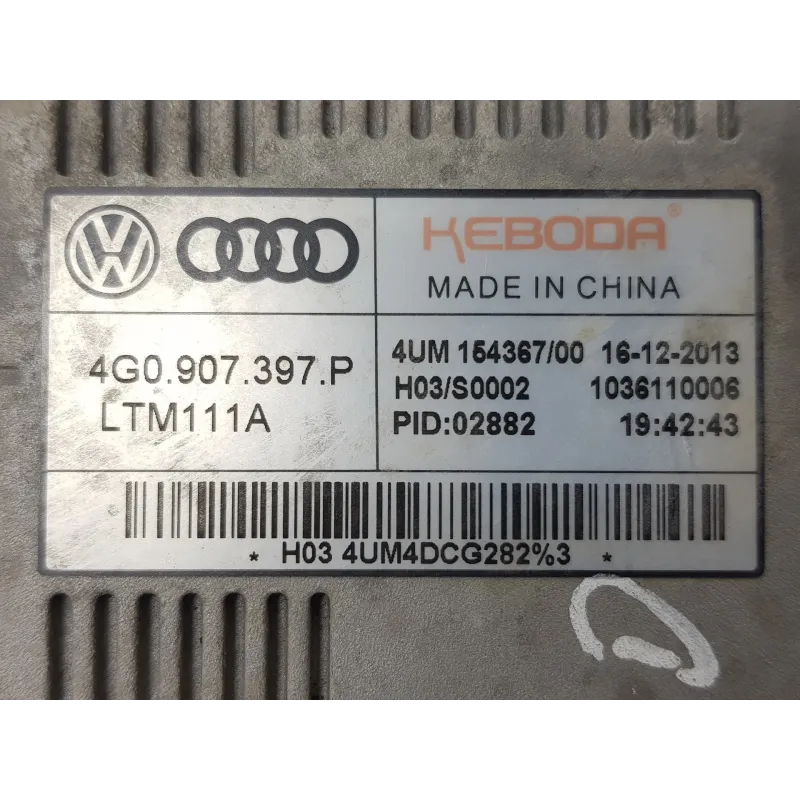 KEBODA®
MADE IN CHINA
4G0.907.397.P
LTM111A
4UM 154367/00 16-12-2013
H03/S0002 1036110006
PID:02882 19:42:43
* H03 4UM4DCG282%3 *